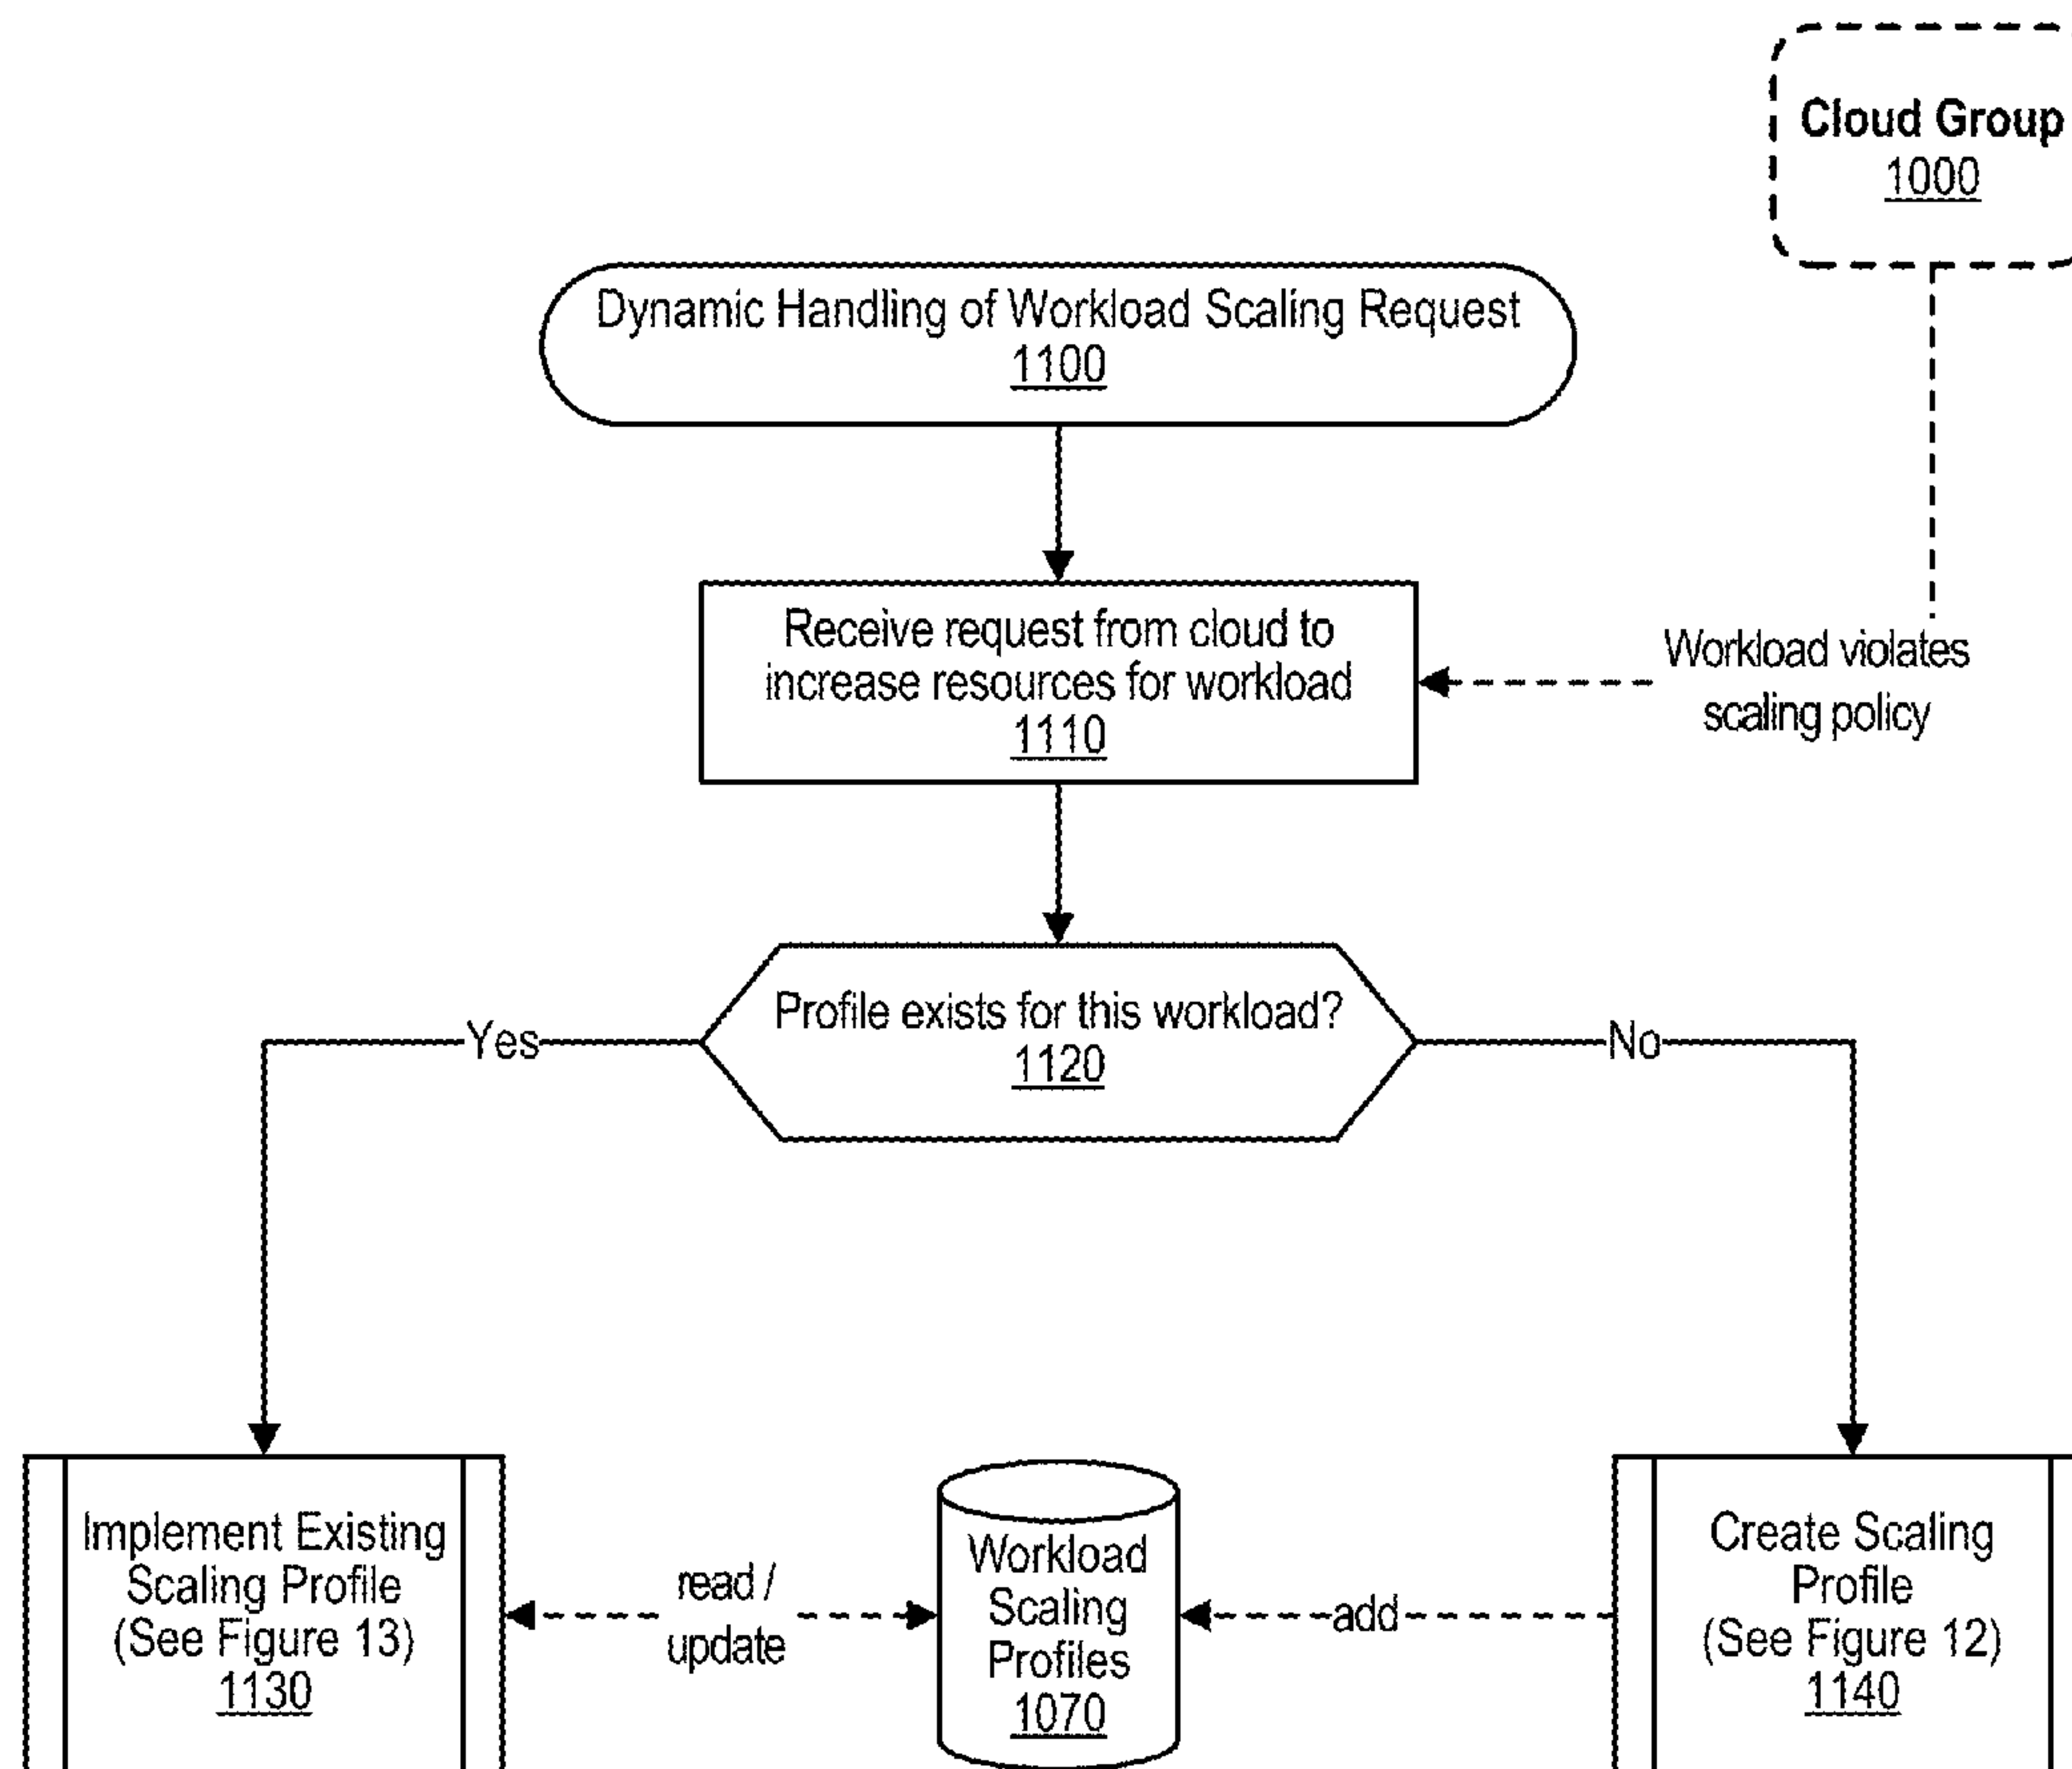 Cloud Group
1000
Dynamic Handling of Workload Scaling Request
1100
Receive request from cloud to
increase resources for workload
1110
Workload violates
scaling policy
Profile exists for this workload?
1120
Yes
No
Implement Existing
Scaling Profile
(See Figure 13)
1130
read /
update
Workload
Scaling
Profiles
1070
add
Create Scaling
Profile
(See Figure 12)
1140